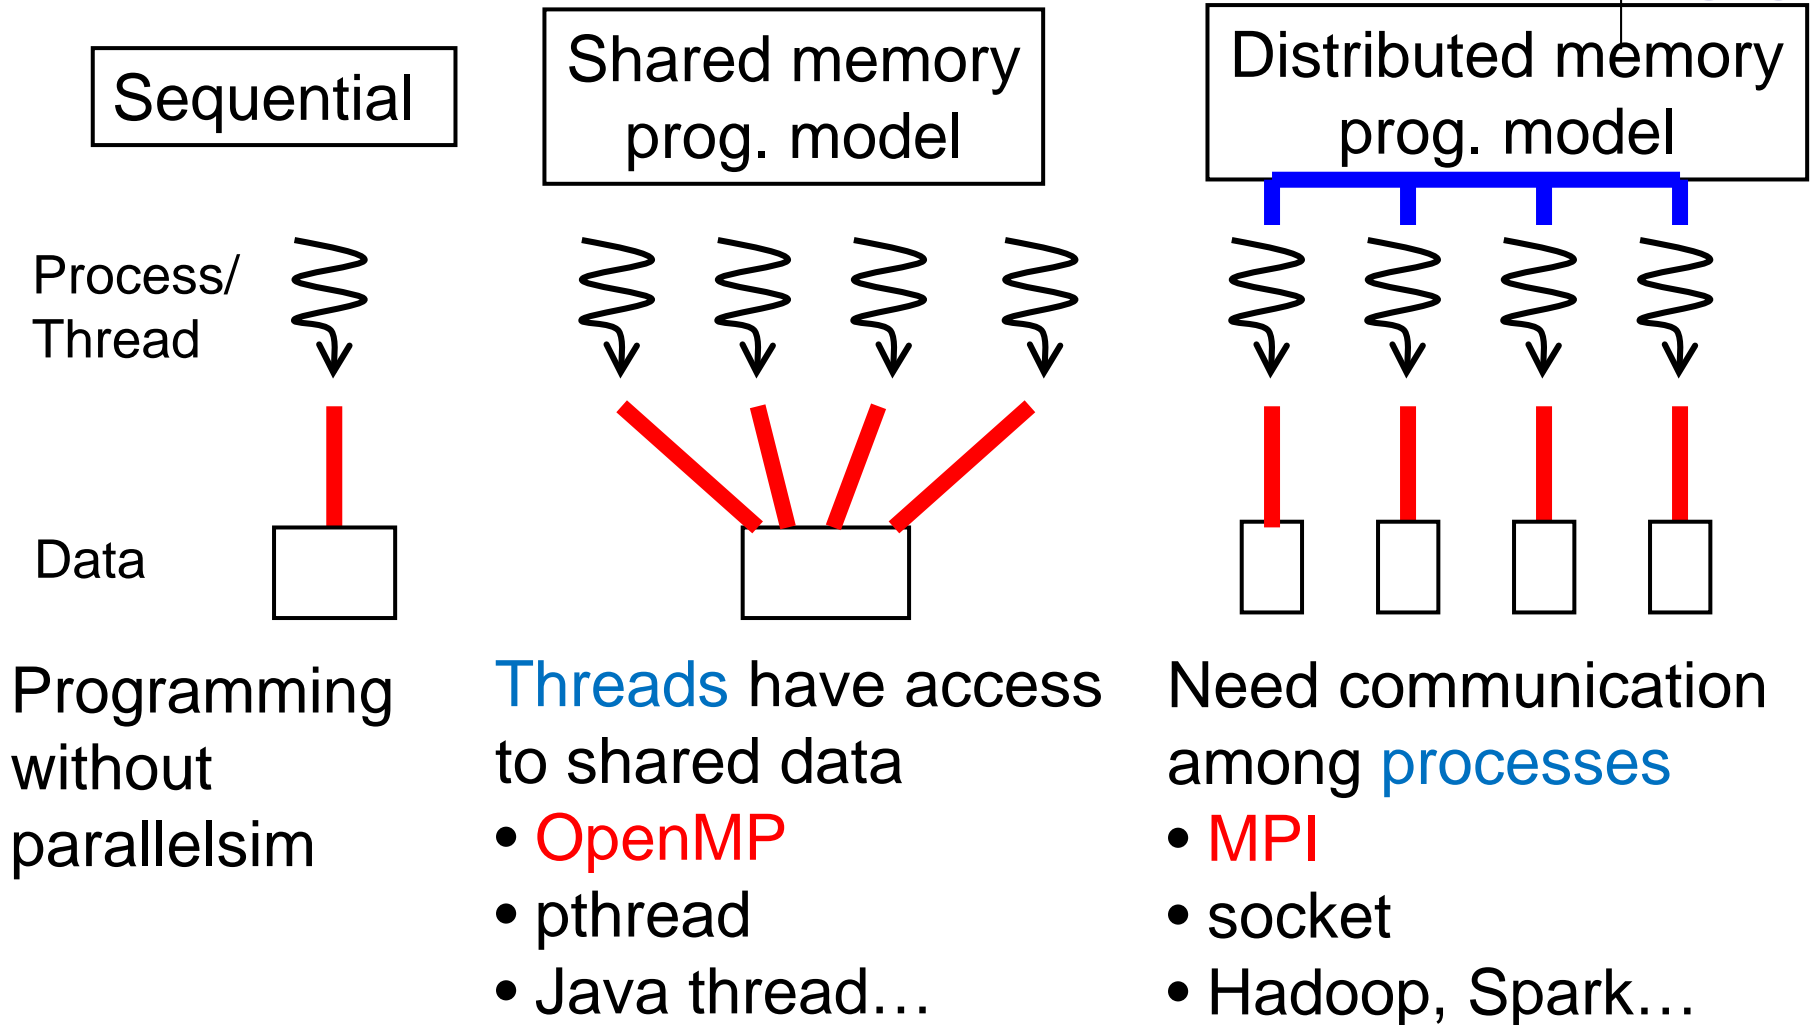 Sequential
Shared memory
prog. model
Distributed memory
prog. model
Process/
Thread
Data
Programming
without
parallelsim
Threads have access
to shared data
• OpenMP
• pthread
• Java thread…
Need communication
among processes
• MPI
• socket
• Hadoop, Spark…